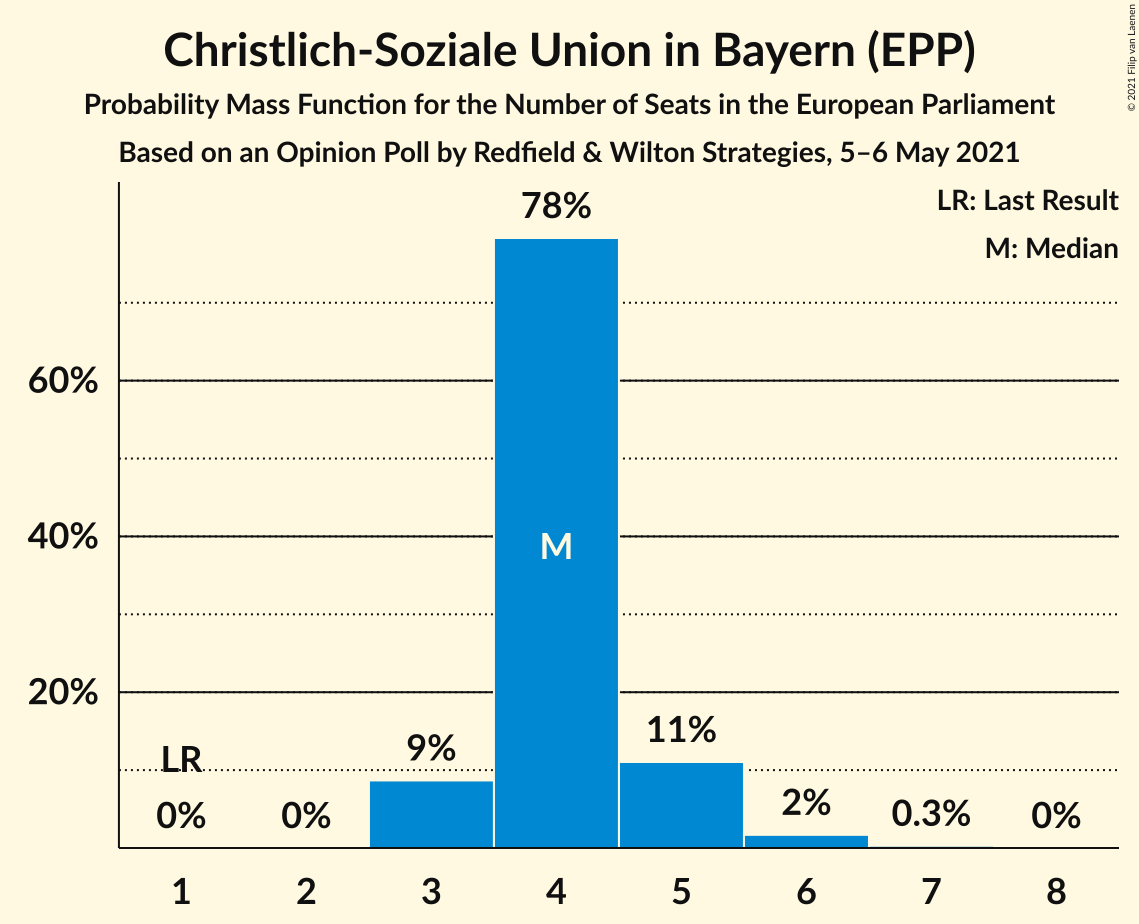 Christlich-Soziale Union in Bayern (EPP)
Probability Mass Function for the Number of Seats in the European Parliament
Based on an Opinion Poll by Redfield & Wilton Strategies, 5–6 May 2021
© 2021 Filip van Laenen
LR: Last Result
M: Median
78%
60%
40%
M
20%
11%
9%
LR
2%
0.3%
0%
0%
0%
1 2 3 4 5 6 7 8